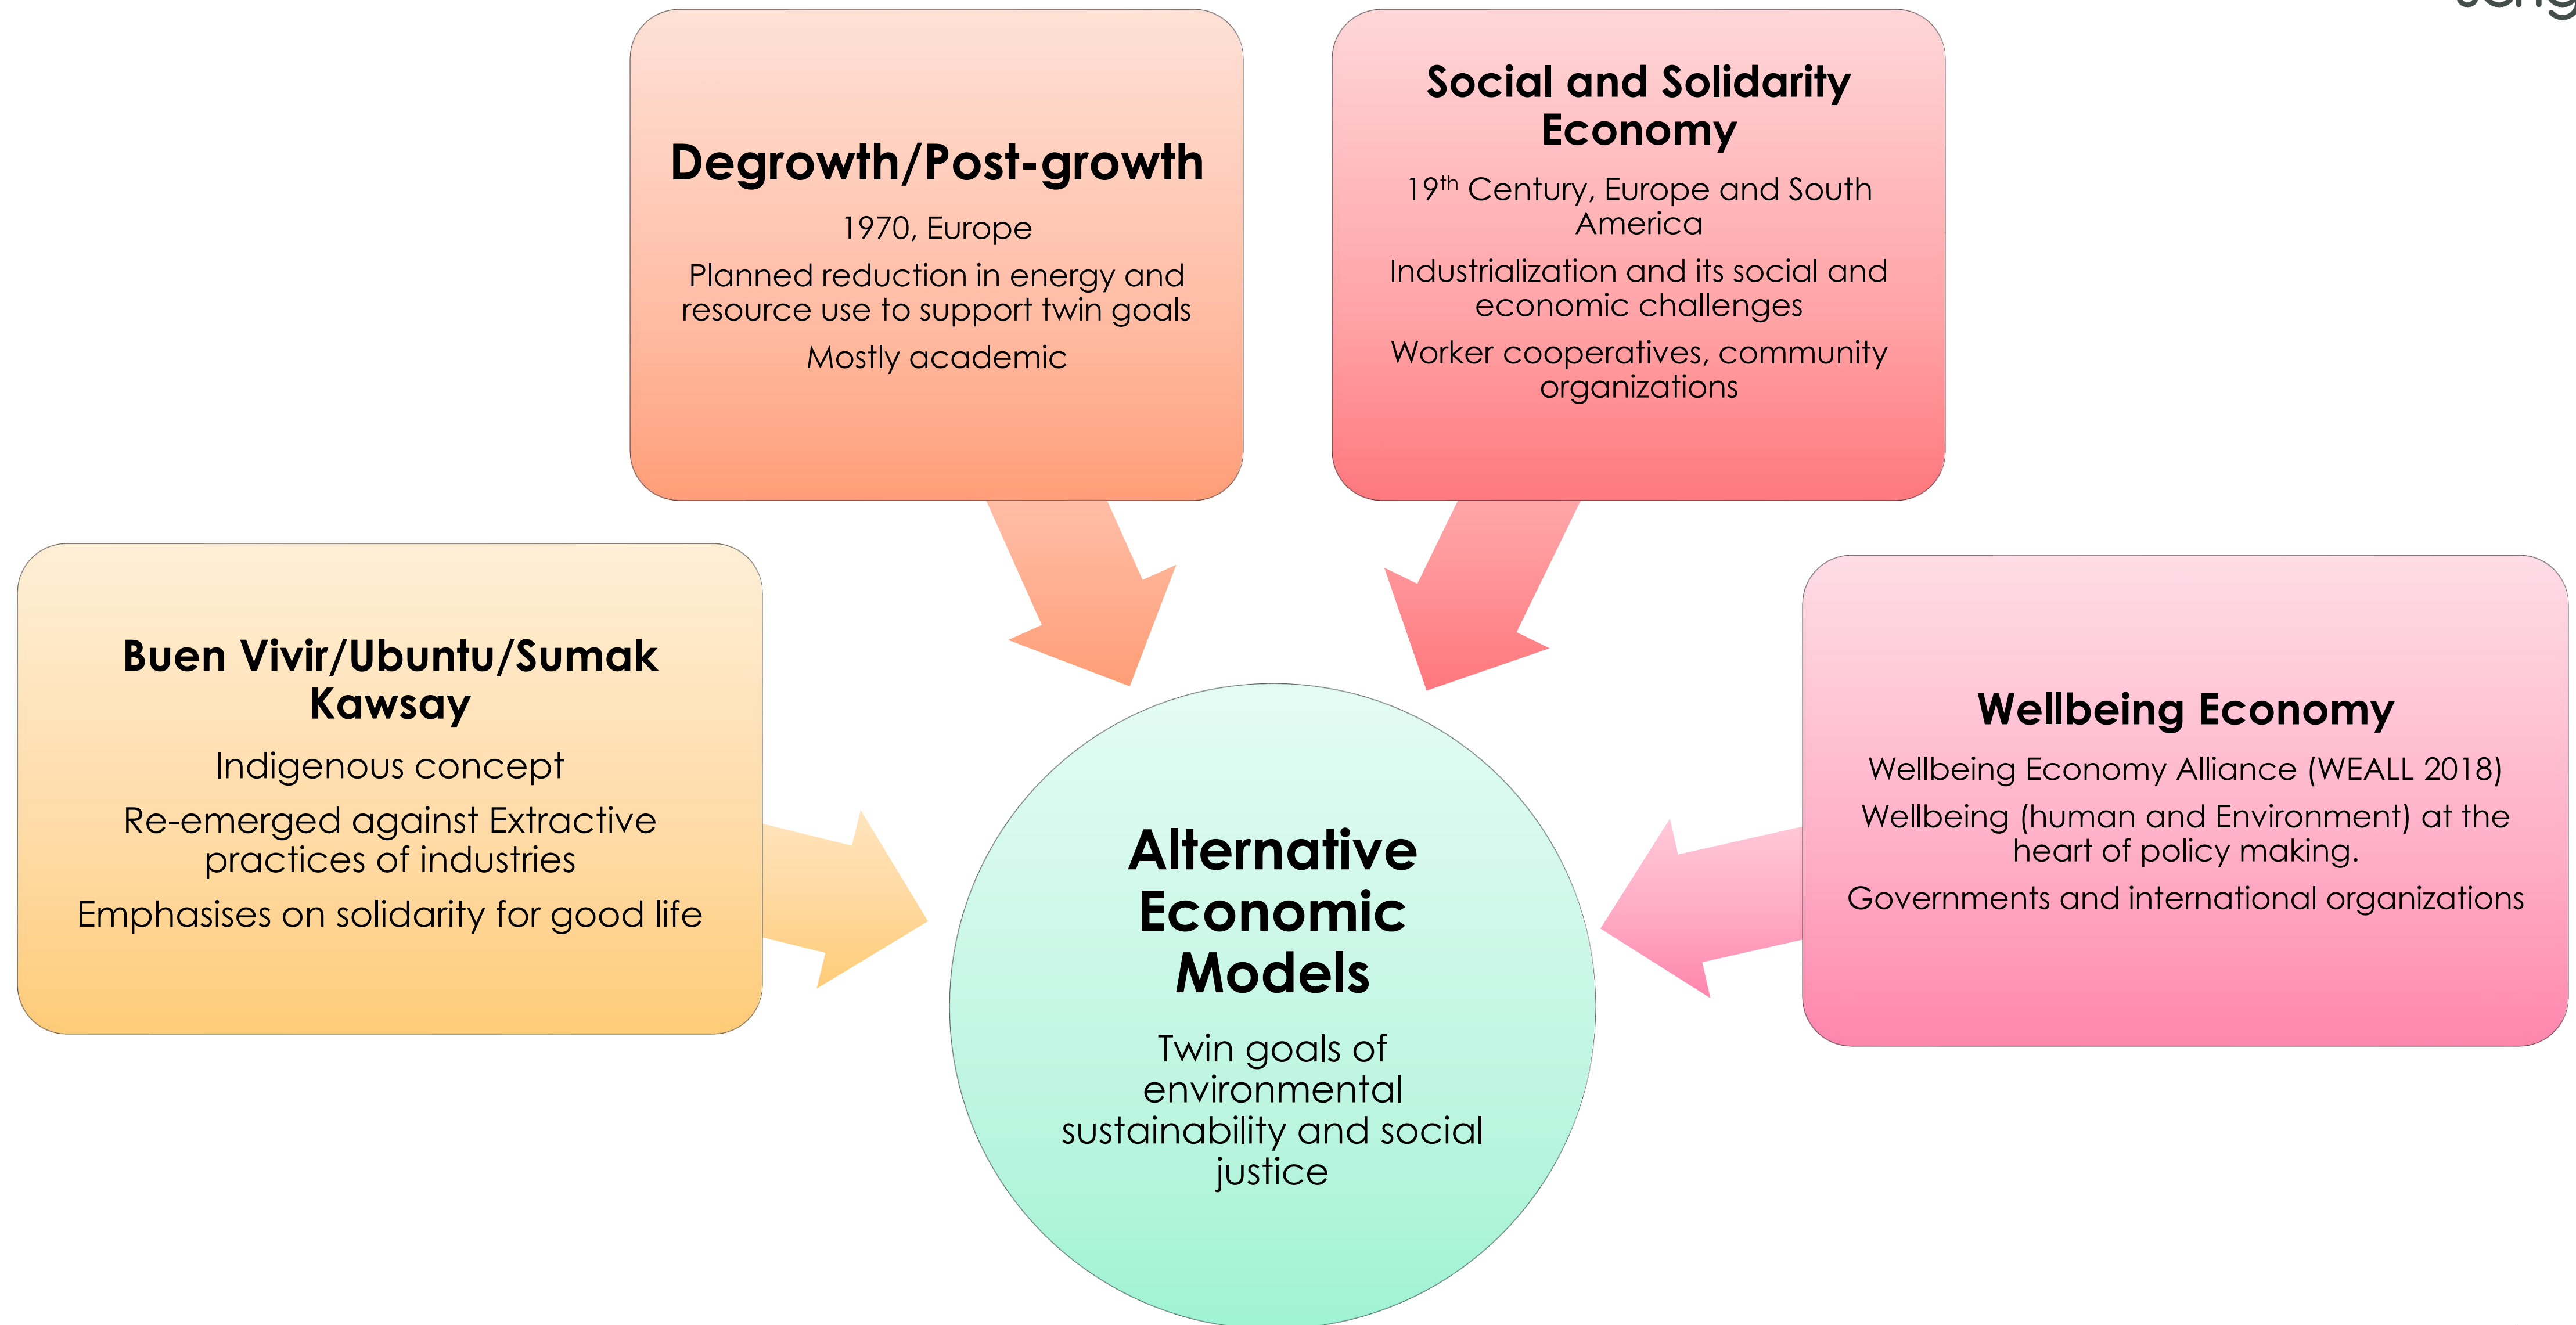 Degrowth/Post-growth
1970, Europe
Planned reduction in energy and
resource use to support twin goals
Mostly academic
Social and Solidarity
Economy
19th Century, Europe and South
America
Industrialization and its social and
economic challenges
Worker cooperatives, community
organizations
Buen Vivir/Ubuntu/Sumak
Kawsay
Indigenous concept
Re-emerged against Extractive
practices of industries
Emphasises on solidarity for good life
Wellbeing Economy
Wellbeing Economy Alliance (WEALL 2018)
Wellbeing (human and Environment) at the
heart of policy making.
Governments and international organizations
Alternative
Economic
Models
Twin goals of
environmental
sustainability and social
justice